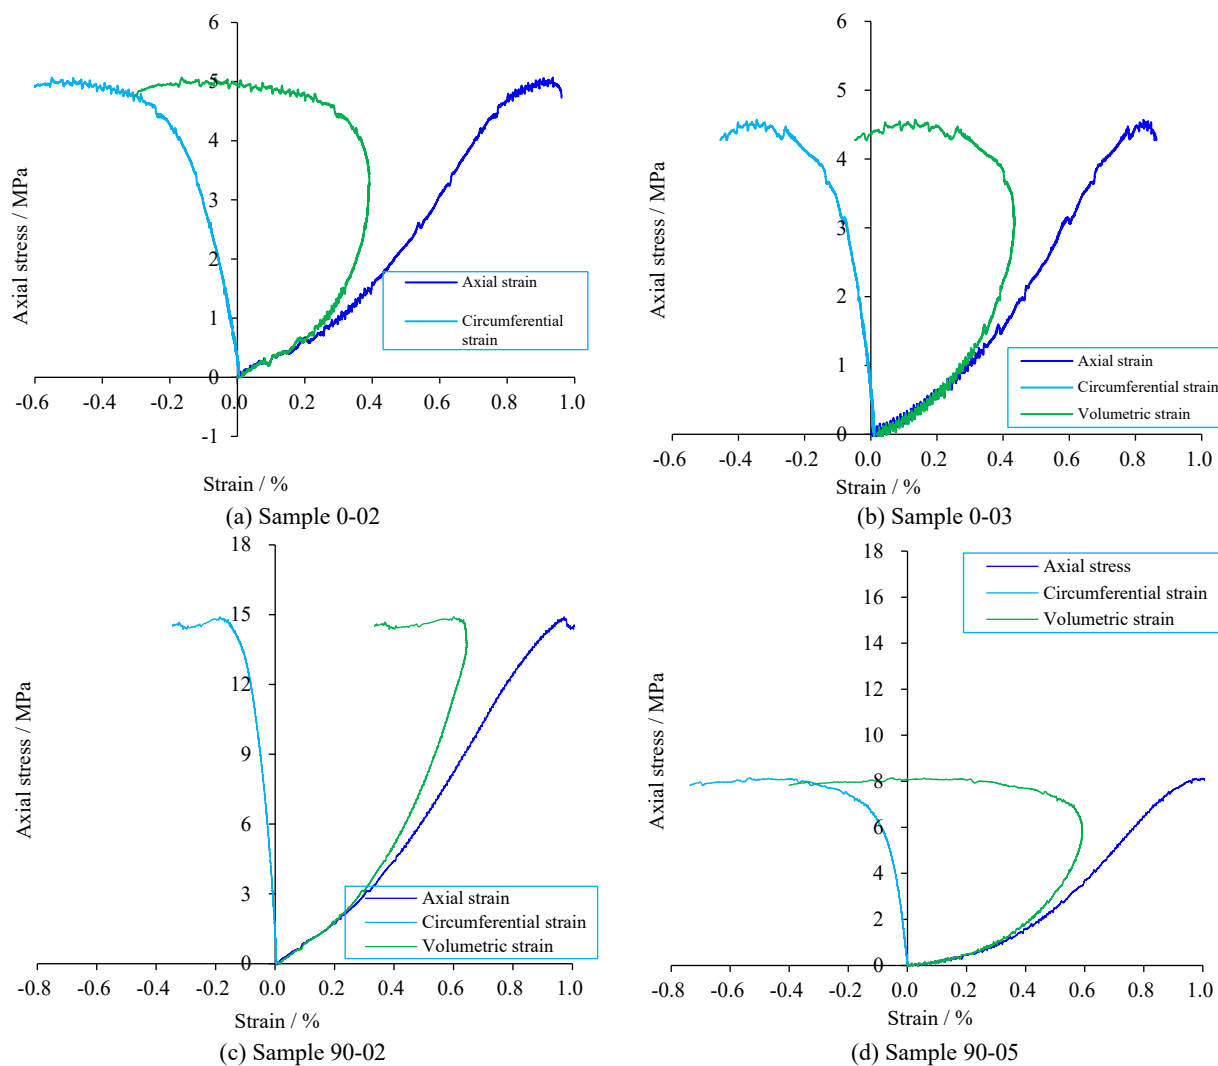 6
5
4
3
2
1
0
-1
-0.6
-0.4
-0.2
0.0
0.2
0.4
0.6
0.8
1.0
Axial stress / MPa
Axial strain
Circumferential
strain
Strain / %
(a) Sample 0-02
6
5
4
3
2
1
0
-0.6
-0.4
-0.2
0.0
0.2
0.4
0.6
0.8
1.0
Axial stress / MPa
Axial strain
Circumferential strain
Volumetric strain
Strain / %
(b) Sample 0-03
18
15
12
9
6
3
0
-0.8
-0.6
-0.4
-0.2
0.0
0.2
0.4
0.6
0.8
1.0
Axial stress / MPa
Axial strain
Circumferential strain
Volumetric strain
Strain / %
(c) Sample 90-02
18
16
14
12
10
8
6
4
2
0
-0.8
-0.6
-0.4
-0.2
0.0
0.2
0.4
0.6
0.8
1.0
Axial stress / MPa
Axial stress
Circumferential strain
Volumetric strain
Strain / %
(d) Sample 90-05